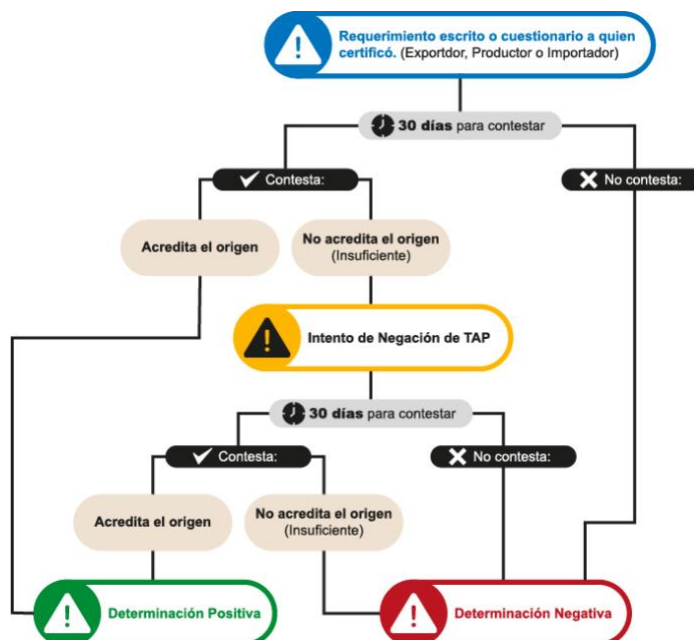 Requerimiento escrito o cuestionario a quien
certificó. (Exportdor, Productor o Importador)
30 días para contestar
Contesta:
No contesta:
Acredita el origen
No acredita el origen
(Insuficiente)
Intento de Negación de TAP
30 días para contestar
Contesta:
No contesta:
Acredita el origen
No acredita el origen
(Insuficiente)
Determinación Positiva
Determinación Negativa